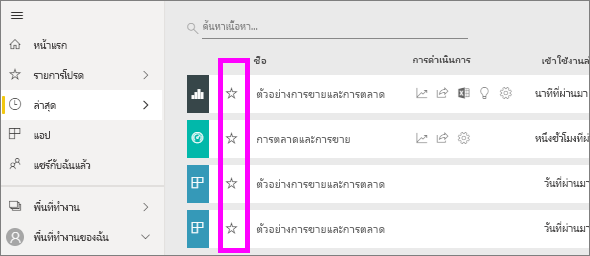 ค้นหาเนื้อหา...
หน้าแรก
รายการโปรด
ล่าสุด
แอป
แชร์กับฉันแล้ว
พื้นที่ทำงาน
พื้นที่ทำงานของฉัน
ชื่อ การดำเนินการ เข้าใช้งานล่
ตัวอย่างการขายและการตลาด นาทีที่ผ่านมา
การตลาดและการขาย หนึ่งชั่วโมงที่ผ่
ตัวอย่างการขายและการตลาด วันที่ผ่านมา
ตัวอย่างการขายและการตลาด วันที่ผ่านมา